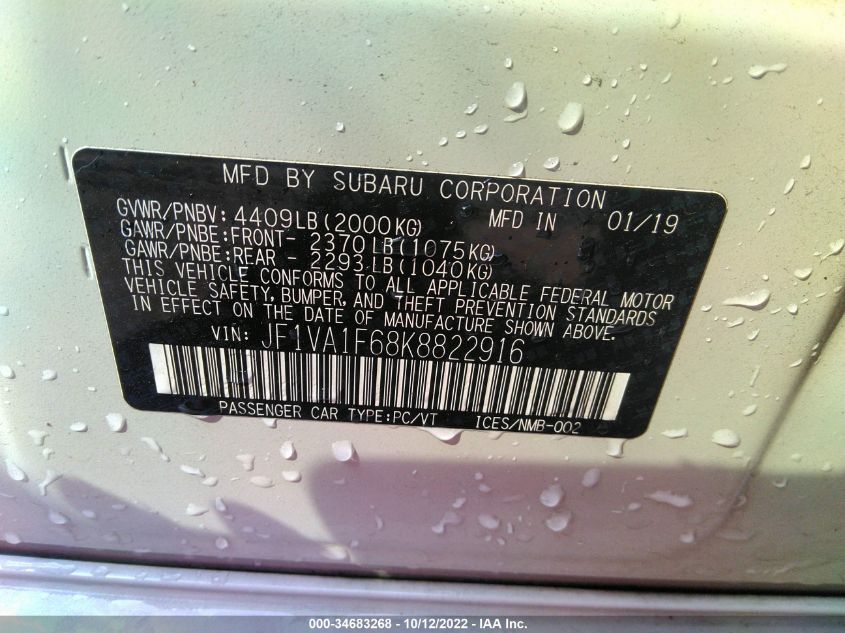 MFD BY SUBARU CORPORATION
GVWR/PNBV: 4409LB(2000KG) MFD IN 01/19
GAWR/PNBE:FRONT- 2370LB(1075KG)
GAWR/PNBE:REAR - 2293 LB(1040KG)
THIS VEHICLE CONFORMS TO ALL APPLICABLE FEDERAL MOTOR
VEHICLE SAFETY, BUMPER, AND THEFT PREVENTION STANDARDS
IN EFFECT ON THE DATE OF MANUFACTURE SHOWN ABOVE.
VIN: JF1VA1F68K8822916
PASSENGER CAR TYPE:PC/VT ICES/NMB-002
000-34683268 - 10/12/2022 - IAA Inc.